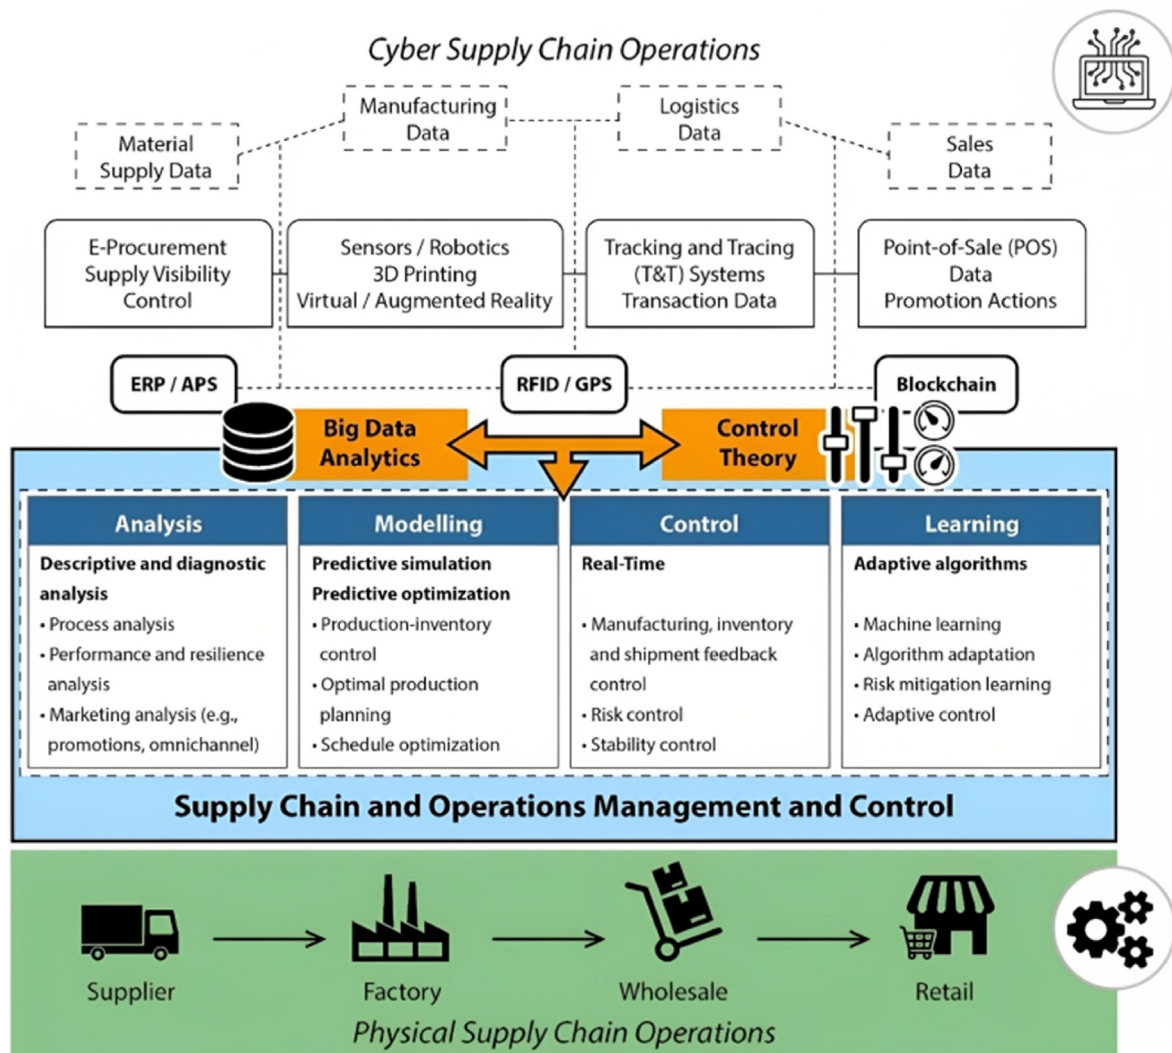 Cyber Supply Chain Operations
Material
Supply Data
Manufacturing
Data
Logistics
Data
Sales
Data
E-Procurement
Supply Visibility
Control
Sensors / Robotics
3D Printing
Virtual / Augmented Reality
Tracking and Tracing
(T&T) Systems
Transaction Data
Point-of-Sale (POS)
Data
Promotion Actions
ERP / APS
RFID / GPS
Blockchain
Big Data
Analytics
Control
Theory
Analysis
Descriptive and diagnostic
analysis
• Process analysis
• Performance and resilience
analysis
• Marketing analysis (e.g.,
promotions, omnichannel)
Modelling
Predictive simulation
Predictive optimization
• Production-inventory
control
• Optimal production
planning
• Schedule optimization
Control
Real-Time
• Manufacturing, inventory
and shipment feedback
control
• Risk control
• Stability control
Learning
Adaptive algorithms
• Machine learning
• Algorithm adaptation
• Risk mitigation learning
• Adaptive control
Supply Chain and Operations Management and Control
Supplier
Factory
Wholesale
Retail
Physical Supply Chain Operations